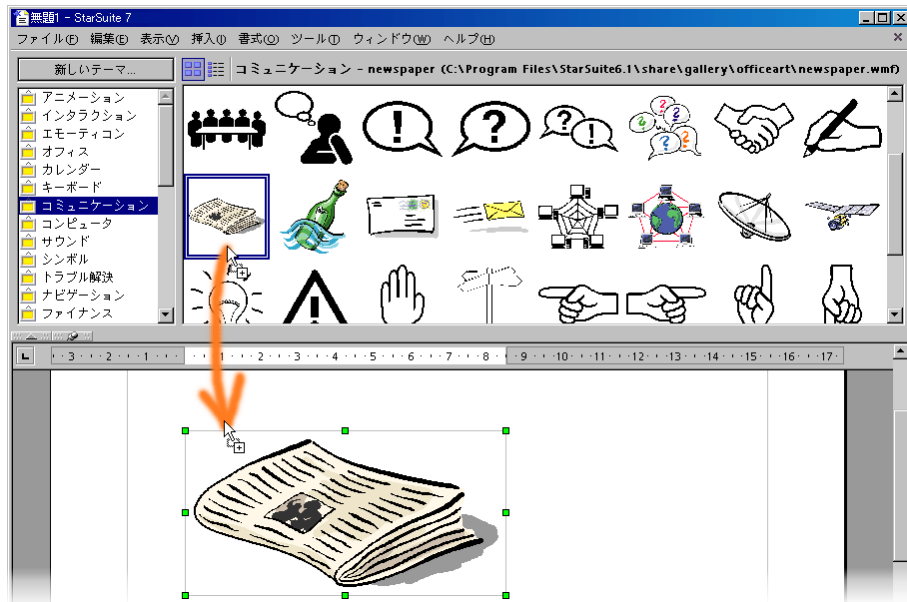 無題1 - StarSuite 7
ファイル(F) 編集(E) 表示(V) 挿入(I) 書式(O) ツール(T) ウィンドウ(W) ヘルプ(H)
新しいテーマ... コミュニケーション - newspaper (C:\Program Files\StarSuite6.1\share\gallery\officeart\newspaper.wmf)
アニメーション
インタラクション
エモーティコン
オフィス
カレンダー
キーボード
コミュニケーション
コンピュータ
サウンド
シンボル
トラブル解決
ナビゲーション
ファイナンス
3 2 1 1 2 3 4 5 6 7 8 9 10 11 12 13 14 15 16 17